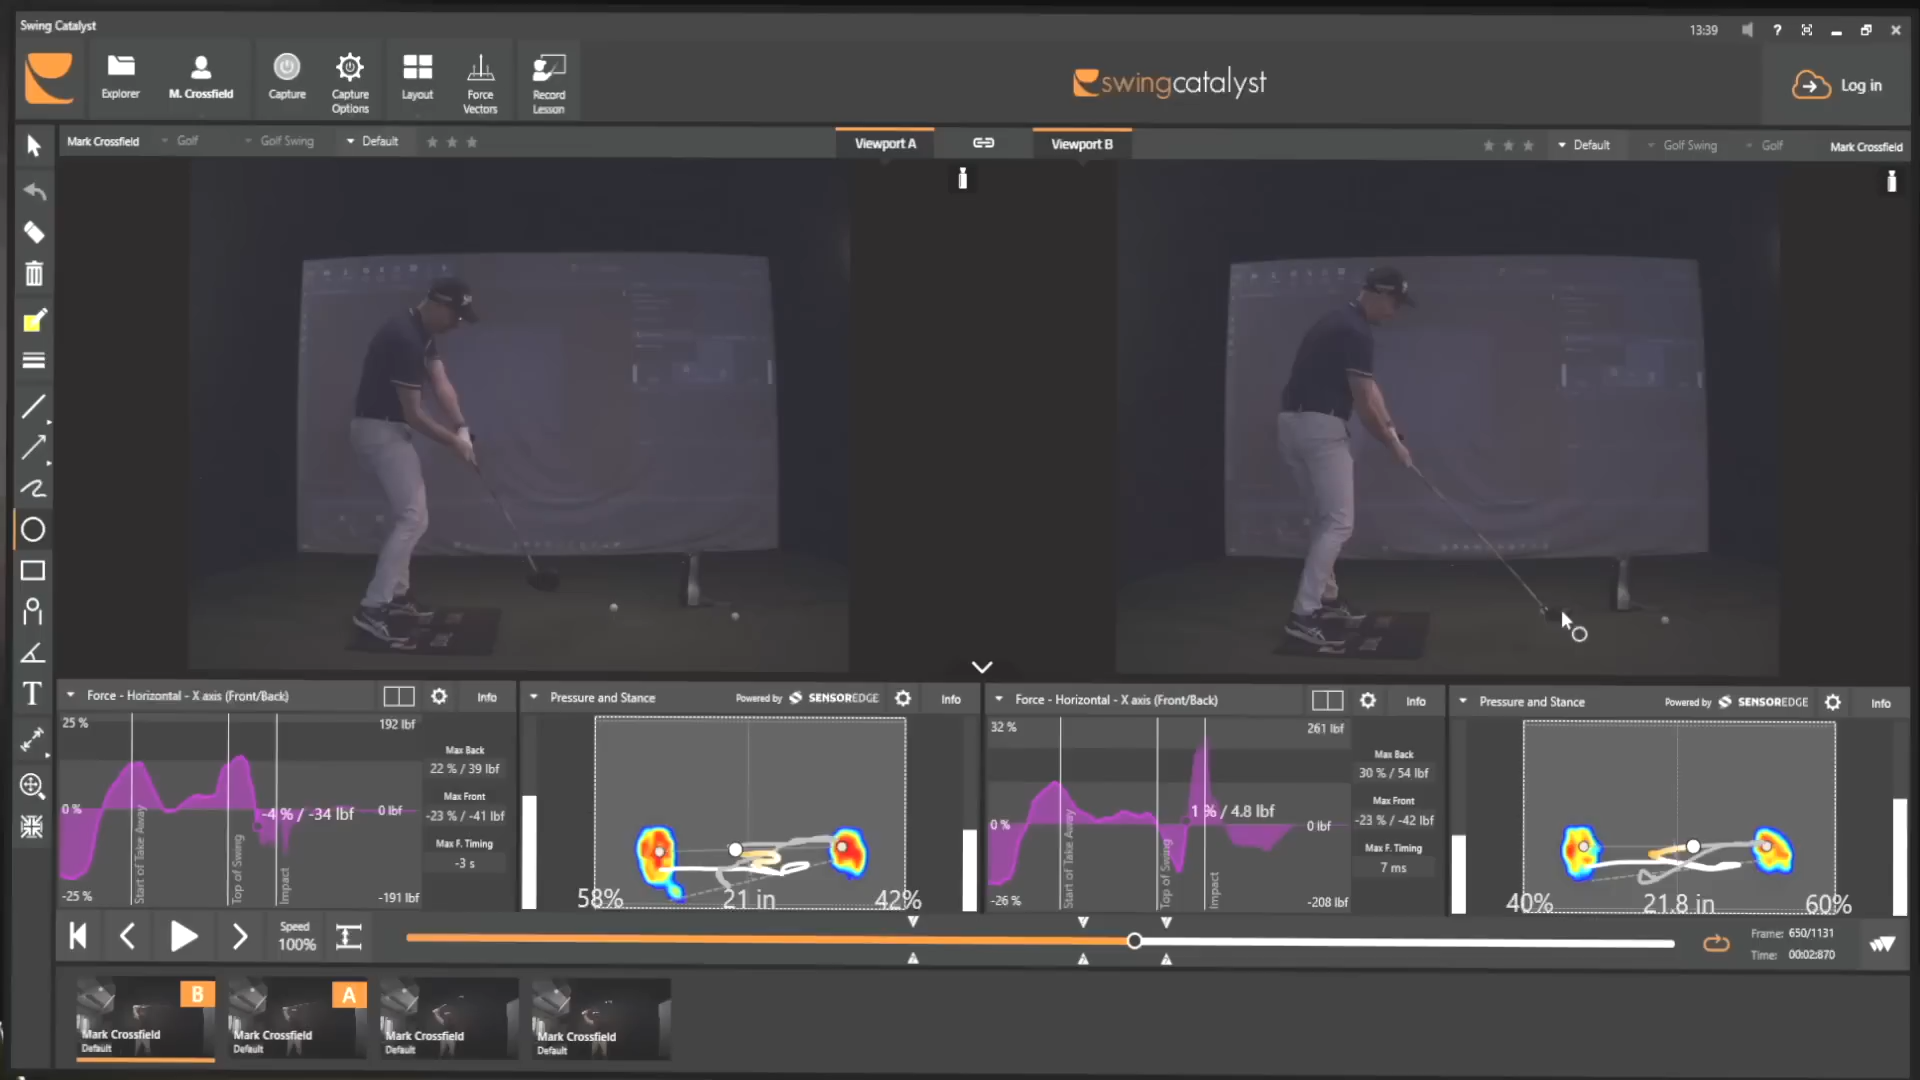 Swing Catalyst
13:39
?
Explorer
M. Crossfield
Capture
Capture Options
Layout
Force Vectors
Record Lesson
swingcatalyst
Log in
Mark Crossfield
Golf
Golf Swing
Default
Viewport A
Viewport B
Default
Golf Swing
Golf
Mark Crossfield
T
Force - Horizontal - X axis (Front/Back)
Info
25 %
192 lbf
0 %
0 lbf
-4 % / -34 lbf
-25 %
-191 lbf
Start of Take Away
Top of Swing
Impact
Max Back
22 % / 39 lbf
Max Front
-23 % / -41 lbf
Max F. Timing
-3 s
Pressure and Stance
Powered by SENSOREDGE
Info
58%
21 in
42%
Force - Horizontal - X axis (Front/Back)
Info
32 %
261 lbf
0 %
0 lbf
1 % / 4.8 lbf
-26 %
-208 lbf
Start of Take Away
Top of Swing
Impact
Max Back
30 % / 54 lbf
Max Front
-23 % / -42 lbf
Max F. Timing
7 ms
Pressure and Stance
Powered by SENSOREDGE
Info
40%
21.8 in
60%
Speed
100%
Frame: 650/1131
Time: 00:02:870
B
Mark Crossfield
Default
A
Mark Crossfield
Default
Mark Crossfield
Default
Mark Crossfield
Default